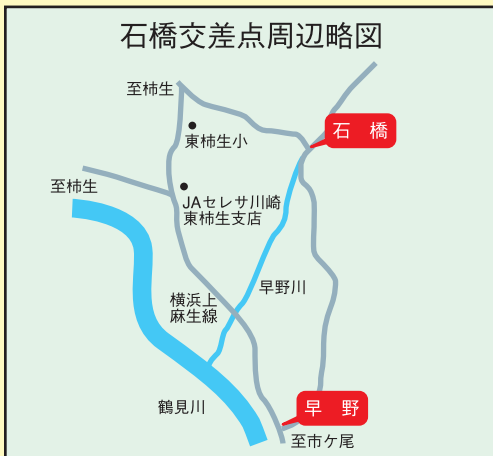 石橋交差点周辺略図
至柿生
石 橋
東柿生小
至柿生
JAセレサ川崎
東柿生支店
早野川
横浜上
麻生線
鶴見川
早 野
至市ケ尾